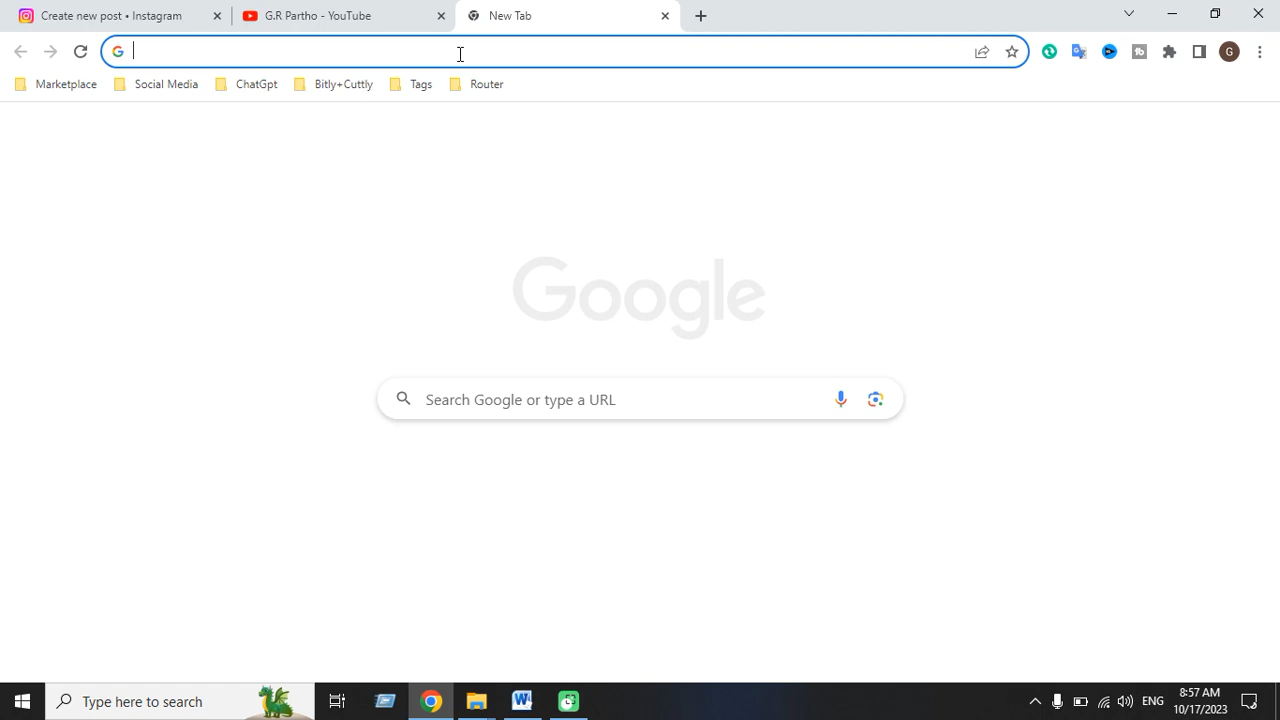 Create new post • Instagram
G.R Partho - YouTube
New Tab
G
Marketplace
Social Media
ChatGpt
Bitly+Cuttly
Tags
Router
Google
Search Google or type a URL
Type here to search
ENG
8:57 AM
10/17/2023